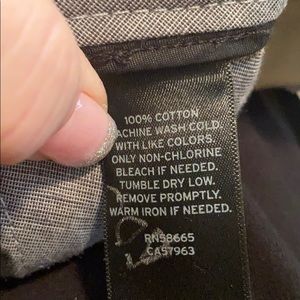 100% COTTON
ACHINE WASH COLD.
WITH LIKE COLORS.
ONLY NON-CHLORINE
BLEACH IF NEEDED.
TUMBLE DRY LOW.
REMOVE PROMPTLY.
WARM IRON IF NEEDED.
RN58665
CA57963